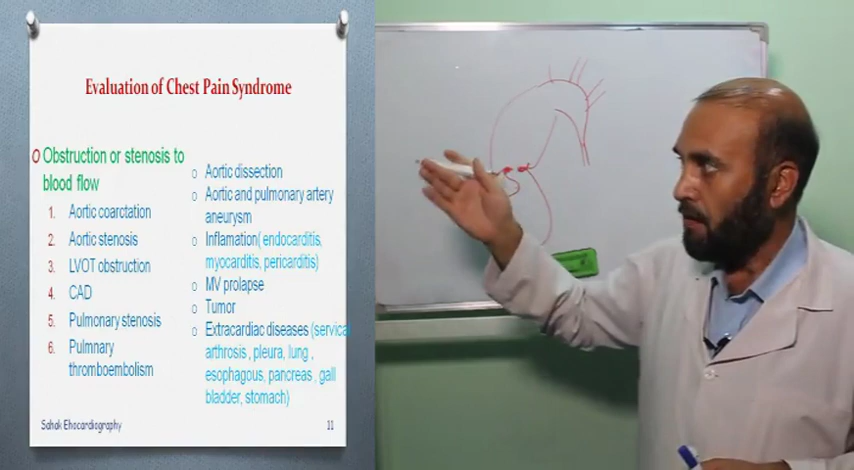 Evaluation of Chest Pain Syndrome
Obstruction or stenosis to
blood flow
1. Aortic coarctation
2. Aortic stenosis
3. LVOT obstruction
4. CAD
5. Pulmonary stenosis
6. Pulmnary
thromboembolism
Aortic dissection
Aortic and pulmonary artery
aneurysm
Inflamation( endocarditis,
myocarditis, pericarditis)
MV prolapse
Tumor
Extracardiac diseases (servical
arthrosis , pleura, lung ,
esophagous, pancreas , gall
bladder, stomach)
Sahak Ehocardiography
11